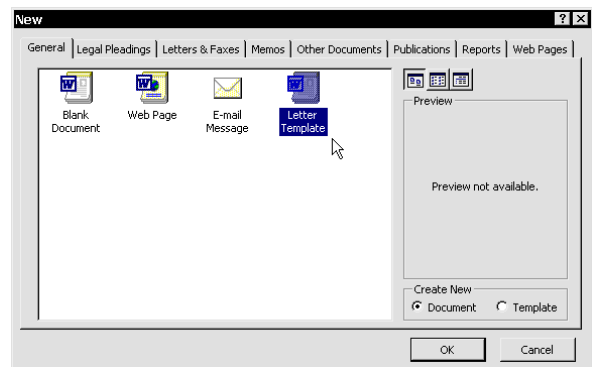 New
General Legal Pleadings Letters & Faxes Memos Other Documents Publications Reports Web Pages
Blank Document
Web Page
E-mail Message
Letter Template
Preview
Preview not available.
Create New
Document Template
OK Cancel